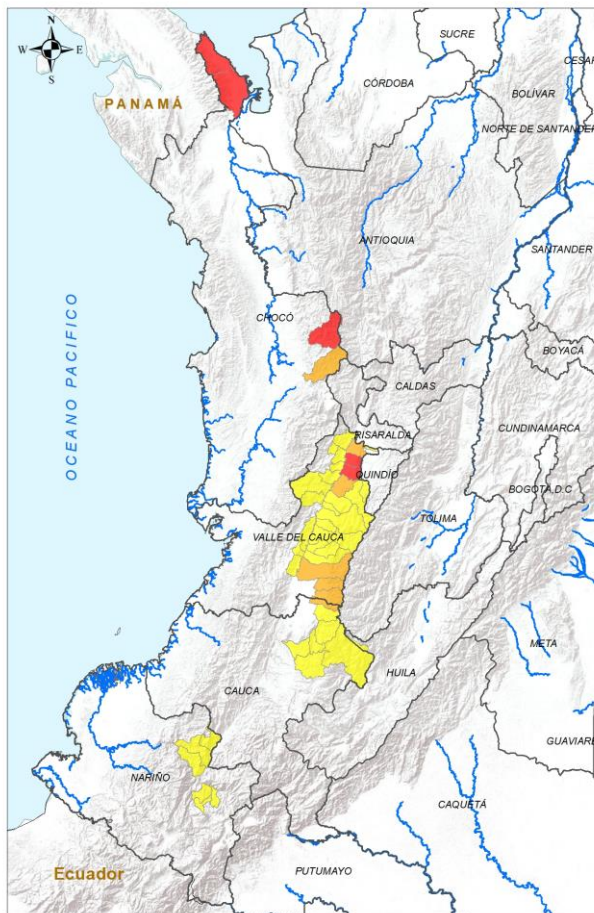 N
W E
S
SUCRE
CESAR
CÓRDOBA
BOLÍVAR
PANAMÁ
NORTE DE SANTANDER
ANTIOQUIA
SANTANDER
OCEANO PACIFICO
CHOCÓ
BOYACÁ
CALDAS
CUNDINAMARCA
RISARALDA
QUINDÍO
BOGOTÁ,D.C
TOLIMA
VALLE DEL CAUCA
META
HUILA
CAUCA
GUAVIARE
NARIÑO
CAQUETÁ
Ecuador
PUTUMAYO